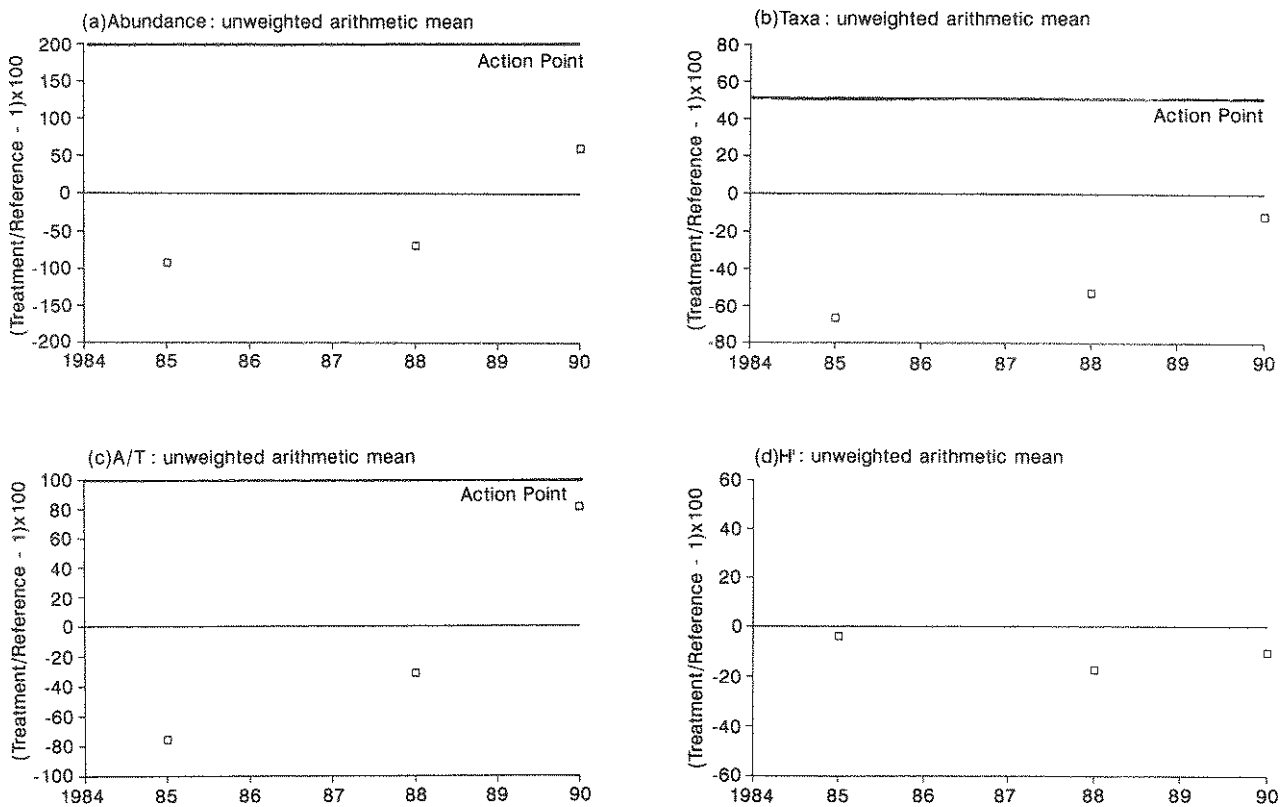 (a)Abundance: unweighted arithmetic mean
(Treatment/Reference - 1)x100
200
150
100
50
0
-50
-100
-150
-200
Action Point
1984 85 86 87 88 89 90
(b)Taxa: unweighted arithmetic mean
(Treatment/Reference - 1)x100
80
60
40
20
0
-20
-40
-60
-80
Action Point
1984 85 86 87 88 89 90
(c)A/T: unweighted arithmetic mean
(Treatment/Reference - 1)x100
100
80
60
40
20
0
-20
-40
-60
-80
-100
Action Point
1984 85 86 87 88 89 90
(d)H': unweighted arithmetic mean
(Treatment/Reference - 1)x100
60
40
20
0
-20
-40
-60
1984 85 86 87 88 89 90